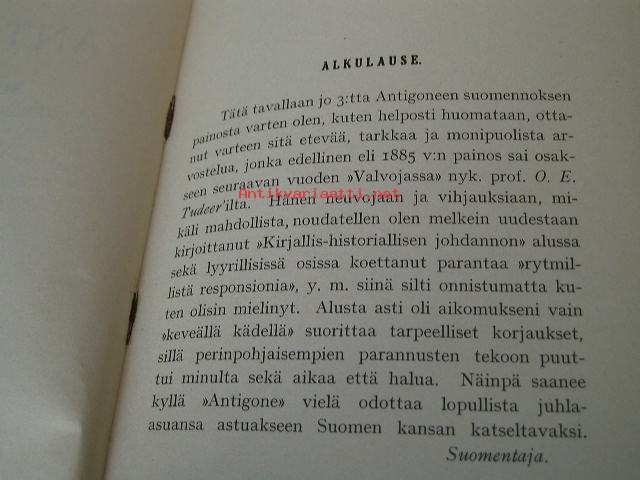 ALKULAUSE.
Tätä tavallaan jo 3:tta Antigoneen suomennoksen
painosta varten olen, kuten helposti huomataan, otta-
nut varteen sitä etevää, tarkkaa ja monipuolista ar-
vostelua, jonka edellinen eli 1885 v:n painos sai osak-
seen seuraavan vuoden »Valvojassa» nyk. prof. O. E.
Antikvariaatti.net
Tudeer'ilta. Hänen neuvojaan ja vihjauksiaan, mi-
käli mahdollista, noudatellen olen melkein uudestaan
kirjoittanut »Kirjallis-historiallisen johdannon» alussa
sekä lyyrillisissä osissa koettanut parantaa »rytmil-
listä responsionia», y. m. siinä silti onnistumatta ku-
ten olisin mielinyt. Alusta asti oli aikomukseni vain
»keveällä kädellä» suorittaa tarpeelliset korjaukset,
sillä perinpohjaisempien parannusten tekoon puut-
tui minulta sekä aikaa että halua. Näinpä saanee
kyllä »Antigone» vielä odottaa lopullista juhla-
asuansa astuakseen Suomen kansan katseltavaksi.
Suomentaja.